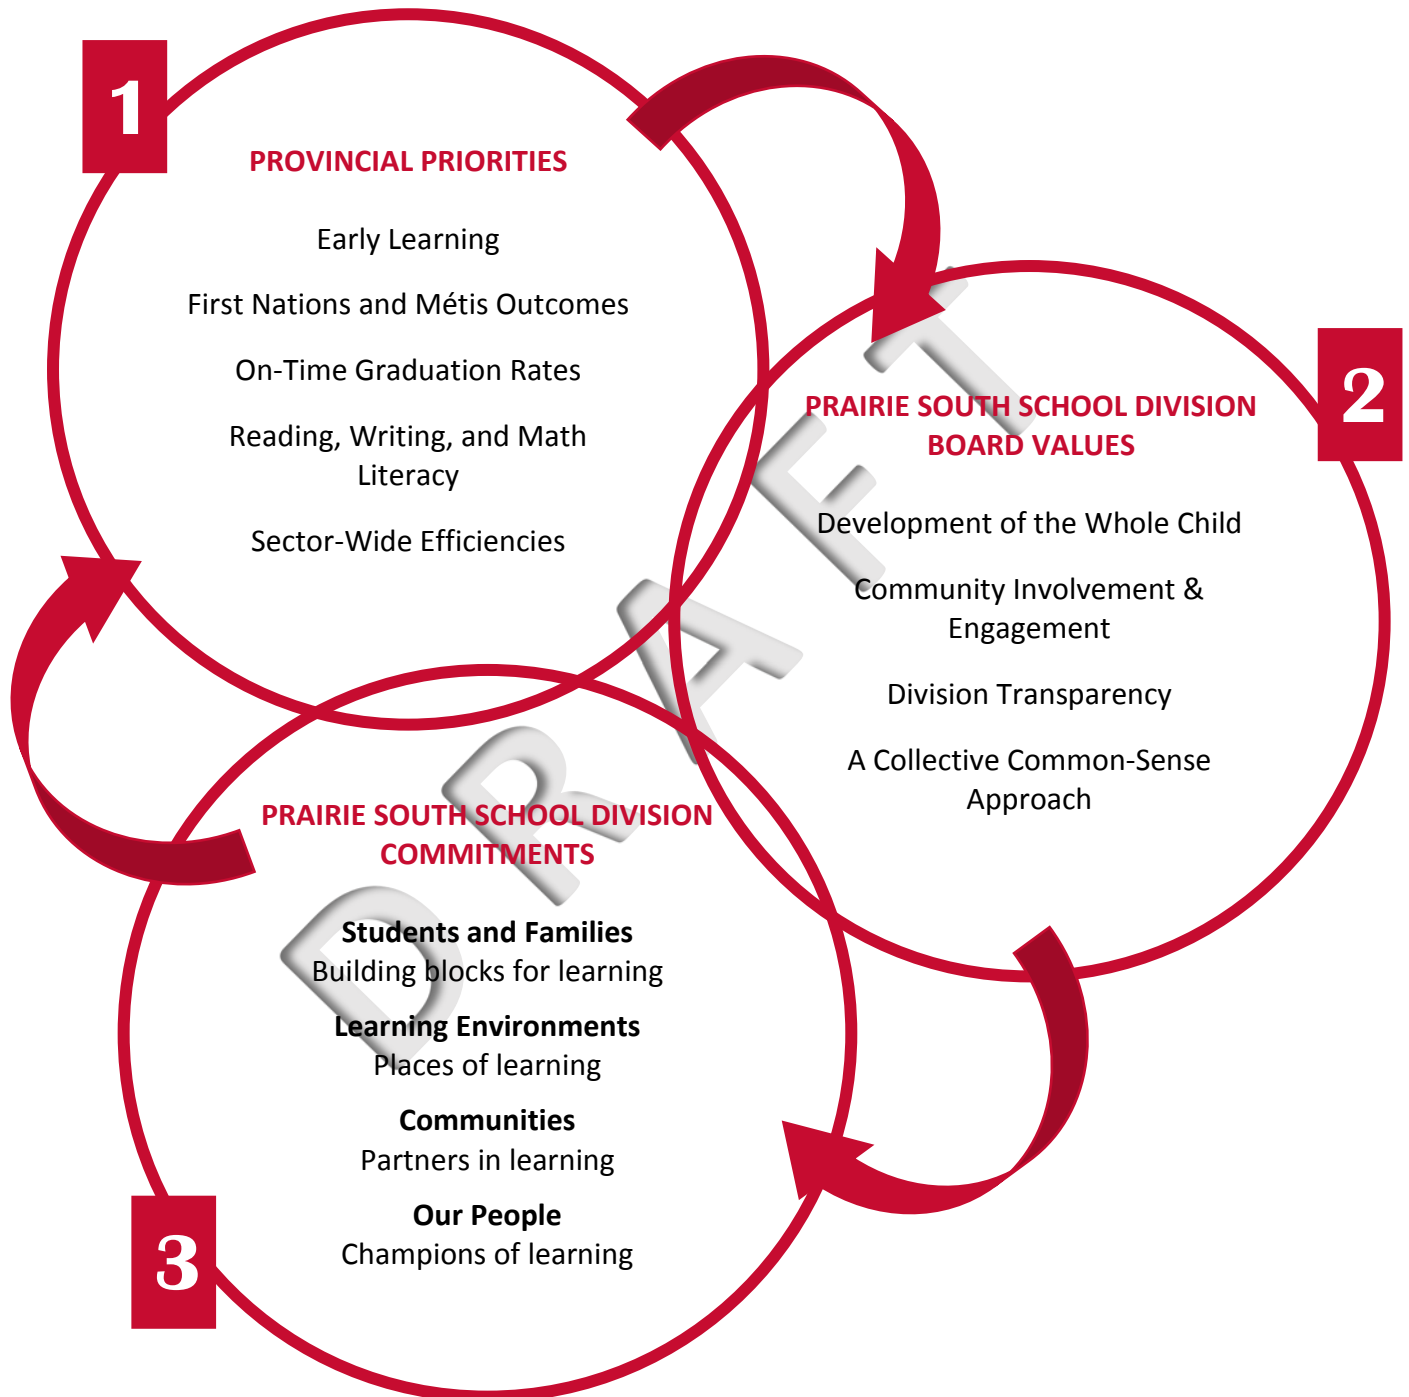 1
PROVINCIAL PRIORITIES
Early Learning
First Nations and Métis Outcomes
On-Time Graduation Rates
Reading, Writing, and Math
Literacy
Sector-Wide Efficiencies
2
PRAIRIE SOUTH SCHOOL DIVISION
BOARD VALUES
Development of the Whole Child
Community Involvement &
Engagement
Division Transparency
A Collective Common-Sense
Approach
3
PRAIRIE SOUTH SCHOOL DIVISION
COMMITMENTS
Students and Families
Building blocks for learning
Learning Environments
Places of learning
Communities
Partners in learning
Our People
Champions of learning
DRAFT